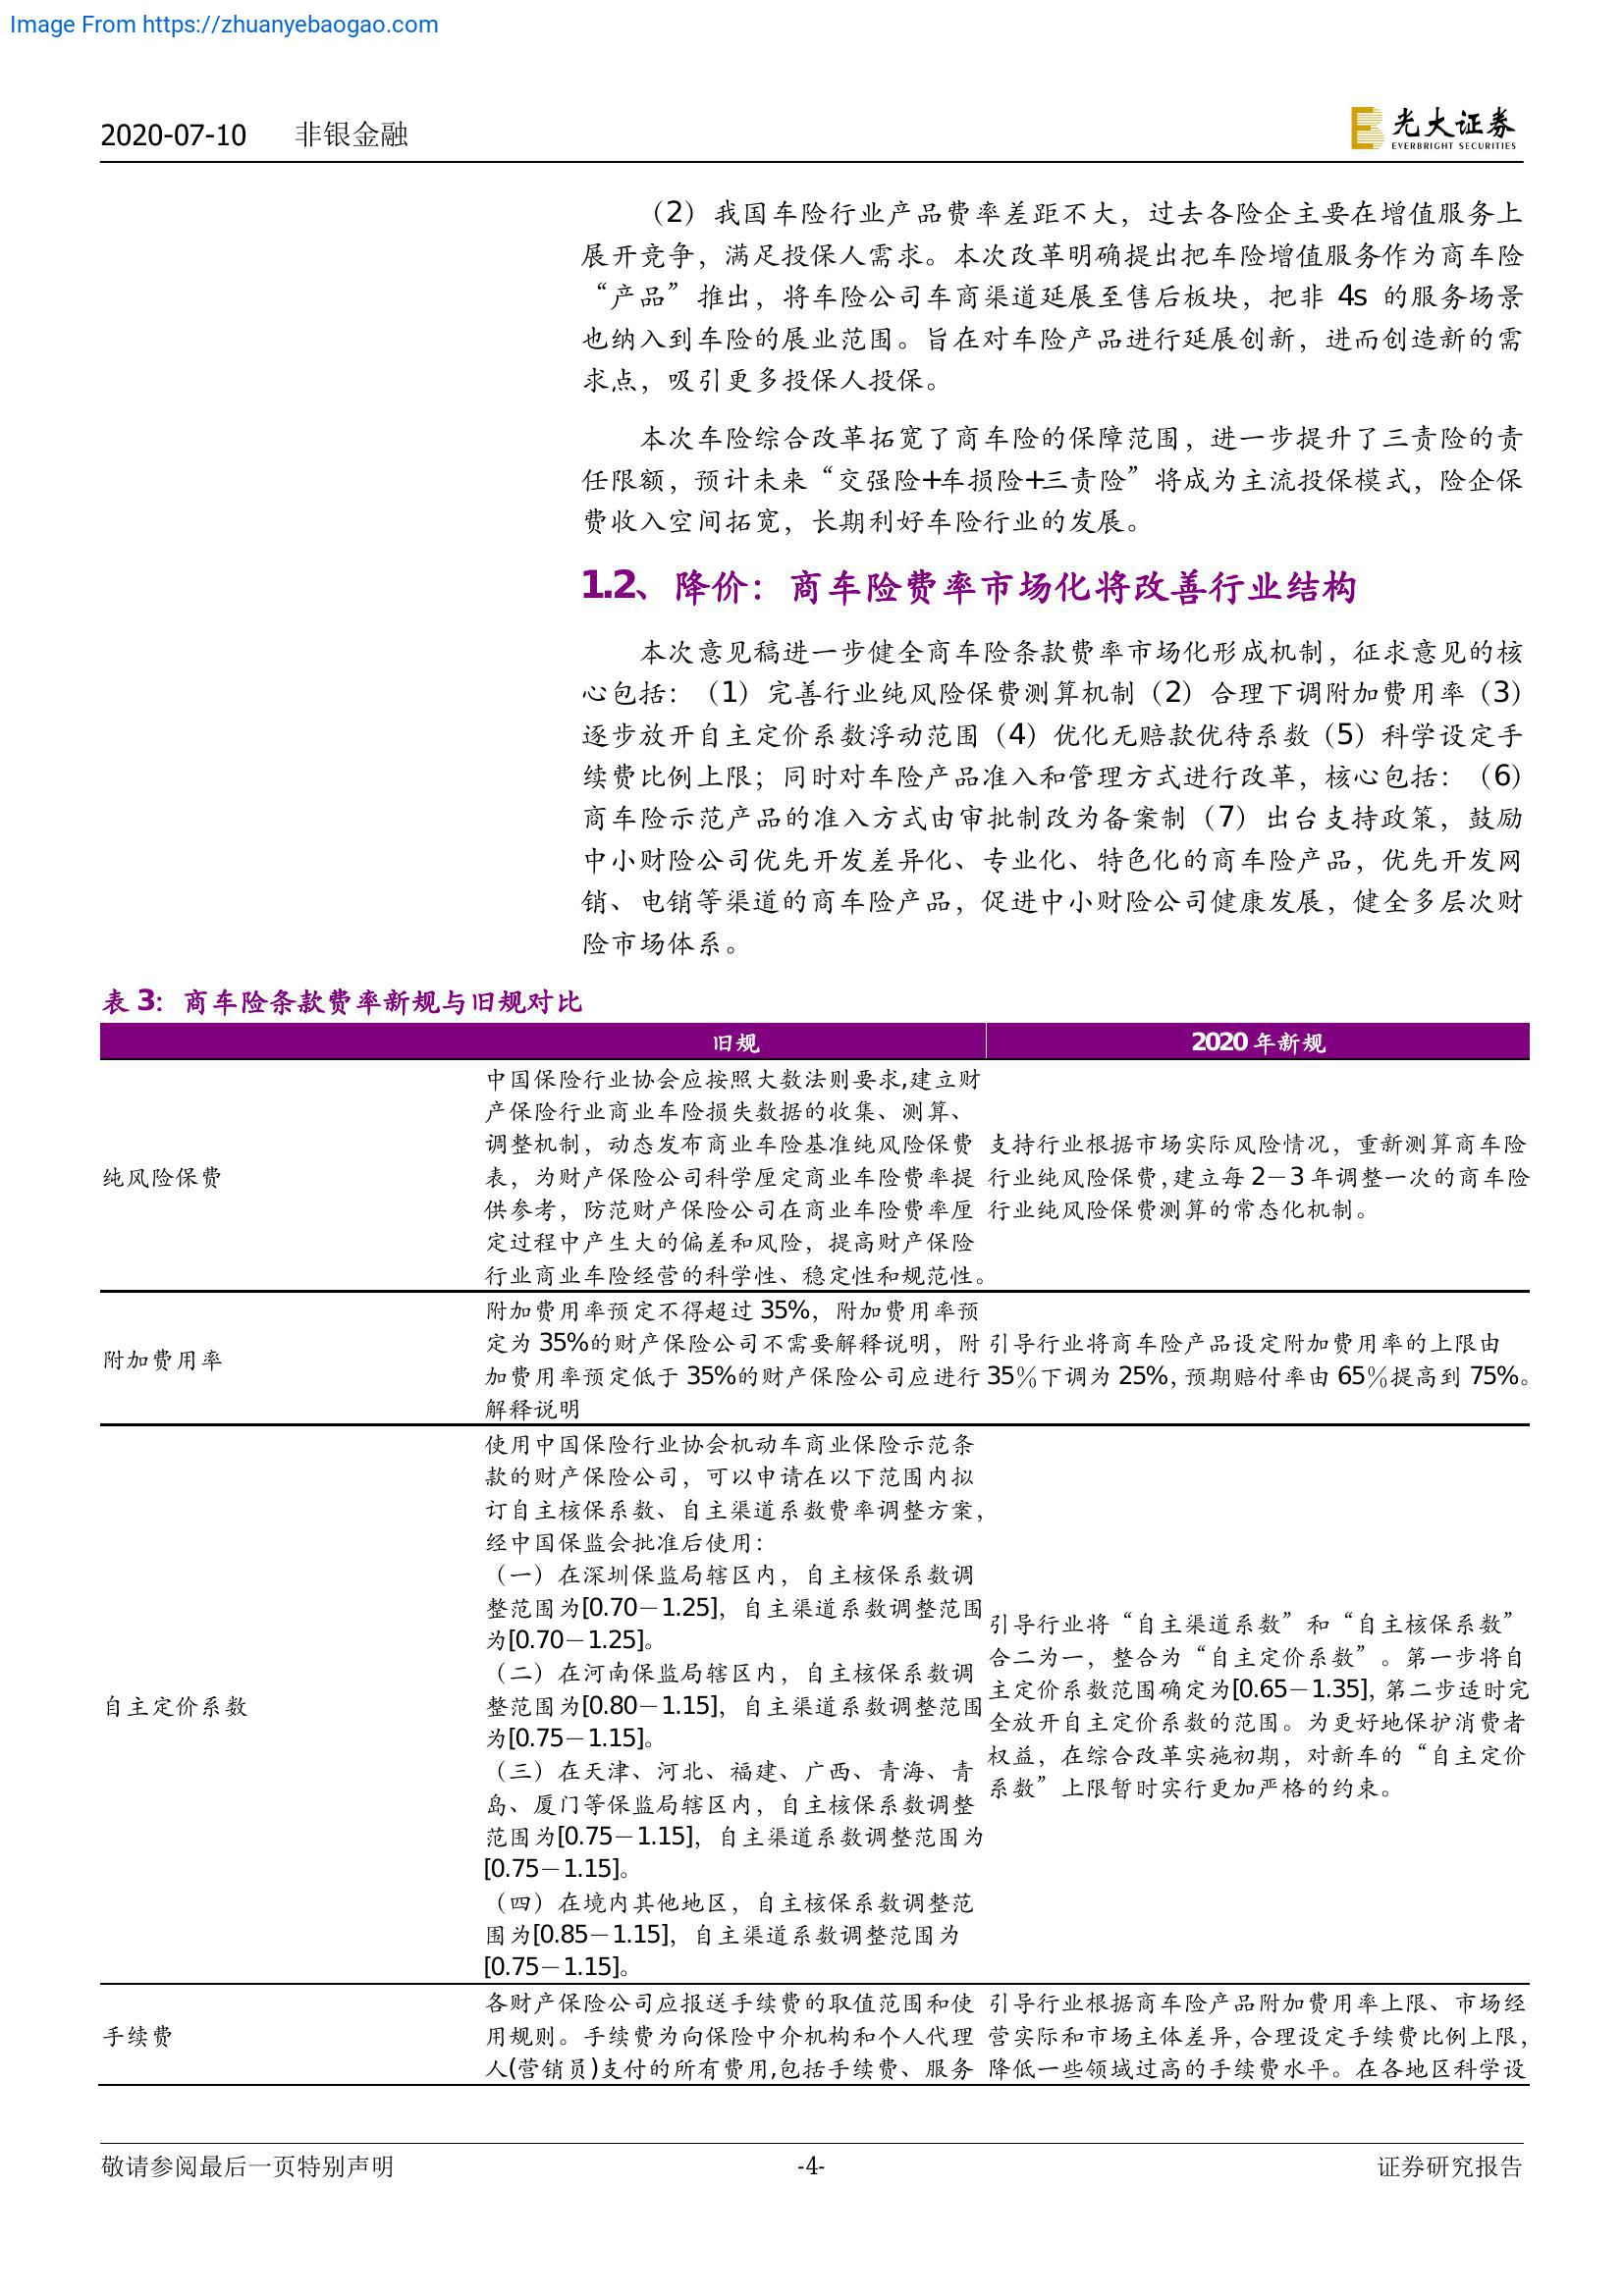 Image From https://zhuanyebaogao.com
2020-07-10 非银金融
光大证券
EVERBRIGHT SECURITIES
（2）我国车险行业产品费率差距不大，过去各险企主要在增值服务上
展开竞争，满足投保人需求。本次改革明确提出把车险增值服务作为商车险
“产品”推出，将车险公司车商渠道延展至售后板块，把非 4s 的服务场景
也纳入到车险的展业范围。旨在对车险产品进行延展创新，进而创造新的需
求点，吸引更多投保人投保。
本次车险综合改革拓宽了商车险的保障范围，进一步提升了三责险的责
任限额，预计未来“交强险+车损险+三责险”将成为主流投保模式，险企保
费收入空间拓宽，长期利好车险行业的发展。
1.2、降价：商车险费率市场化将改善行业结构
本次意见稿进一步健全商车险条款费率市场化形成机制，征求意见的核
心包括：（1）完善行业纯风险保费测算机制（2）合理下调附加费用率（3）
逐步放开自主定价系数浮动范围（4）优化无赔款优待系数（5）科学设定手
续费比例上限；同时对车险产品准入和管理方式进行改革，核心包括：（6）
商车险示范产品的准入方式由审批制改为备案制（7）出台支持政策，鼓励
中小财险公司优先开发差异化、专业化、特色化的商车险产品，优先开发网
销、电销等渠道的商车险产品，促进中小财险公司健康发展，健全多层次财
险市场体系。
表 3：商车险条款费率新规与旧规对比
旧规 2020 年新规
纯风险保费
中国保险行业协会应按照大数法则要求,建立财
产保险行业商业车险损失数据的收集、测算、
调整机制，动态发布商业车险基准纯风险保费
表，为财产保险公司科学厘定商业车险费率提
供参考，防范财产保险公司在商业车险费率厘
定过程中产生大的偏差和风险，提高财产保险
行业商业车险经营的科学性、稳定性和规范性。
支持行业根据市场实际风险情况，重新测算商车险
行业纯风险保费，建立每 2－3 年调整一次的商车险
行业纯风险保费测算的常态化机制。
附加费用率
附加费用率预定不得超过 35%，附加费用率预
定为 35%的财产保险公司不需要解释说明，附
加费用率预定低于 35%的财产保险公司应进行
解释说明
引导行业将商车险产品设定附加费用率的上限由
35％下调为 25%，预期赔付率由 65％提高到 75%。
自主定价系数
使用中国保险行业协会机动车商业保险示范条
款的财产保险公司，可以申请在以下范围内拟
订自主核保系数、自主渠道系数费率调整方案，
经中国保监会批准后使用：
（一）在深圳保监局辖区内，自主核保系数调
整范围为[0.70－1.25]，自主渠道系数调整范围
为[0.70－1.25]。
（二）在河南保监局辖区内，自主核保系数调
整范围为[0.80－1.15]，自主渠道系数调整范围
为[0.75－1.15]。
（三）在天津、河北、福建、广西、青海、青
岛、厦门等保监局辖区内，自主核保系数调整
范围为[0.75－1.15]，自主渠道系数调整范围为
[0.75－1.15]。
（四）在境内其他地区，自主核保系数调整范
围为[0.85－1.15]，自主渠道系数调整范围为
[0.75－1.15]。
引导行业将“自主渠道系数”和“自主核保系数”
合二为一，整合为“自主定价系数”。第一步将自
主定价系数范围确定为[0.65－1.35]，第二步适时完
全放开自主定价系数的范围。为更好地保护消费者
权益，在综合改革实施初期，对新车的“自主定价
系数”上限暂时实行更加严格的约束。
手续费
各财产保险公司应报送手续费的取值范围和使
用规则。手续费为向保险中介机构和个人代理
人(营销员)支付的所有费用,包括手续费、服务
引导行业根据商车险产品附加费用率上限、市场经
营实际和市场主体差异，合理设定手续费比例上限，
降低一些领域过高的手续费水平。在各地区科学设
敬请参阅最后一页特别声明 -4- 证券研究报告